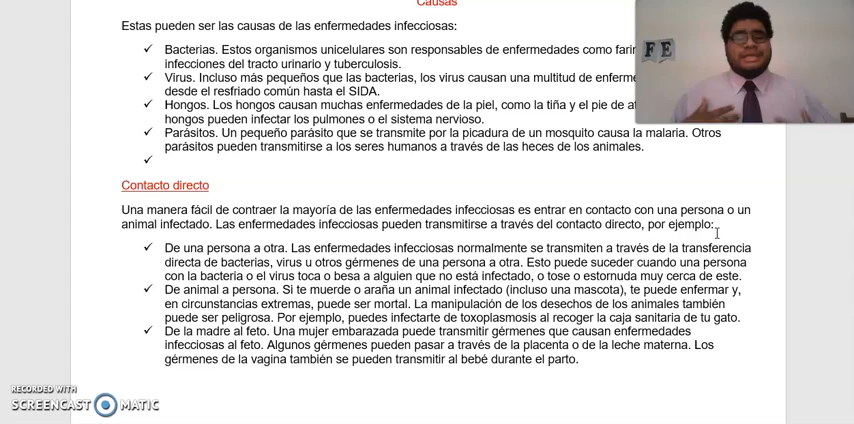 Causas
Estas pueden ser las causas de las enfermedades infecciosas:
✓ Bacterias. Estos organismos unicelulares son responsables de enfermedades como
infecciones del tracto urinario y tuberculosis.
✓ Virus. Incluso más pequeños que las bacterias, los virus causan una multitud de
desde el resfriado común hasta el SIDA.
✓ Hongos. Los hongos causan muchas enfermedades de la piel, como la tiña y el pie de
hongos pueden infectar los pulmones o el sistema nervioso.
✓ Parásitos. Un pequeño parásito que se transmite por la picadura de un mosquito causa la malaria. Otros
parásitos pueden transmitirse a los seres humanos a través de las heces de los animales.
✓
F E
Contacto directo
Una manera fácil de contraer la mayoría de las enfermedades infecciosas es entrar en contacto con una persona o un
animal infectado. Las enfermedades infecciosas pueden transmitirse a través del contacto directo, por ejemplo:
✓ De una persona a otra. Las enfermedades infecciosas normalmente se transmiten a través de la transferencia
directa de bacterias, virus u otros gérmenes de una persona a otra. Esto puede suceder cuando una persona
con la bacteria o el virus toca o besa a alguien que no está infectado, o tose o estornuda muy cerca de este.
✓ De animal a persona. Si te muerde o araña un animal infectado (incluso una mascota), te puede enfermar y,
en circunstancias extremas, puede ser mortal. La manipulación de los desechos de los animales también
puede ser peligrosa. Por ejemplo, puedes infectarte de toxoplasmosis al recoger la caja sanitaria de tu gato.
✓ De la madre al feto. Una mujer embarazada puede transmitir gérmenes que causan enfermedades
infecciosas al feto. Algunos gérmenes pueden pasar a través de la placenta o de la leche materna. Los
gérmenes de la vagina también se pueden transmitir al bebé durante el parto.
RECORDED WITH
SCREENCAST MATIC